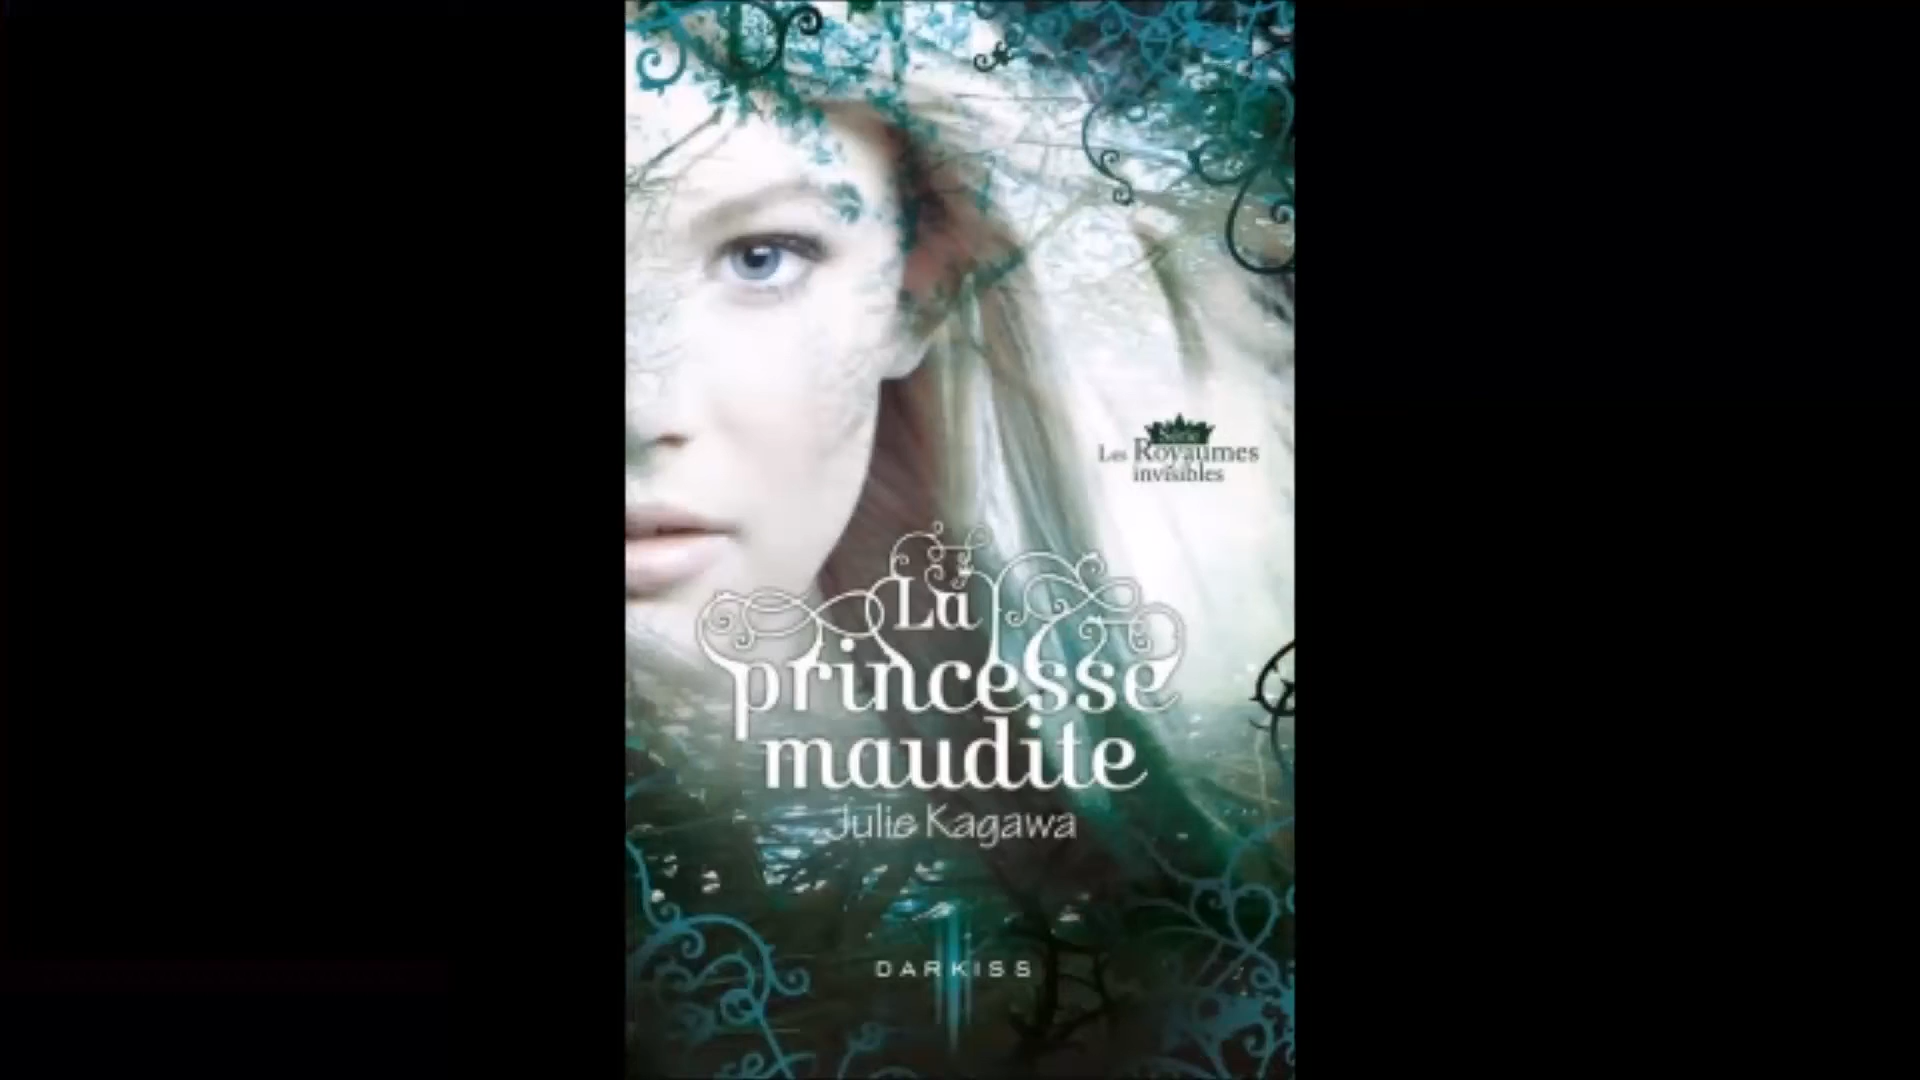 Série
Les Royaumes
invisibles
La
princesse
maudite
Julie Kagawa
DARKISS